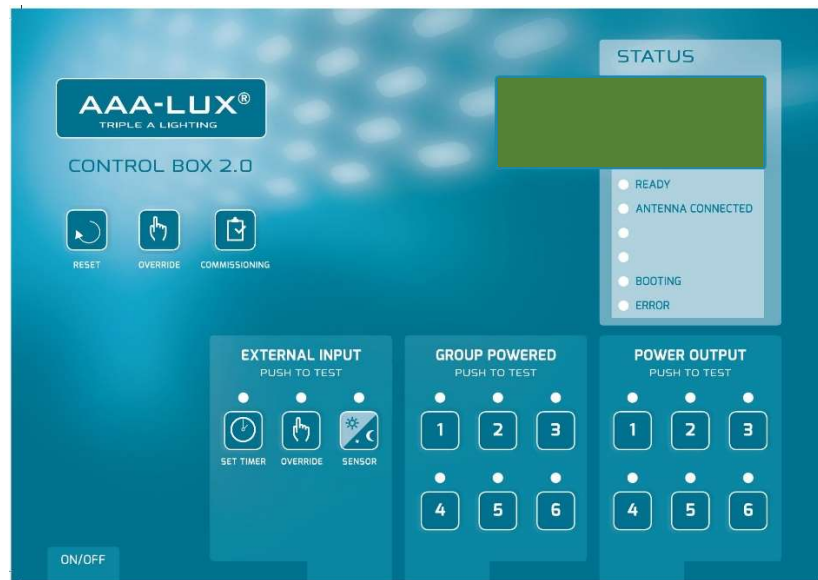 STATUS
AAA-LUX®
TRIPLE A LIGHTING
CONTROL BOX 2.0
READY
ANTENNA CONNECTED
RESET
OVERRIDE
COMMISSIONING
BOOTING
ERROR
EXTERNAL INPUT
PUSH TO TEST
SET TIMER
OVERRIDE
SENSOR
GROUP POWERED
PUSH TO TEST
1 2 3
4 5 6
POWER OUTPUT
PUSH TO TEST
1 2 3
4 5 6
ON/OFF